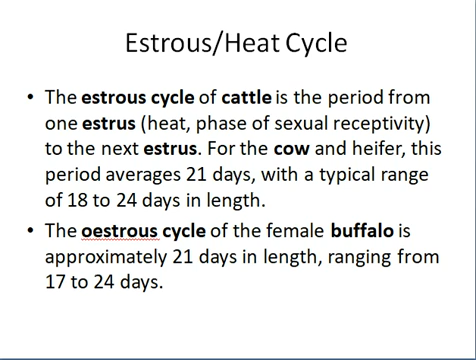 Estrous/Heat Cycle
• The estrous cycle of cattle is the period from
one estrus (heat, phase of sexual receptivity)
to the next estrus. For the cow and heifer, this
period averages 21 days, with a typical range
of 18 to 24 days in length.
• The oestrous cycle of the female buffalo is
approximately 21 days in length, ranging from
17 to 24 days.